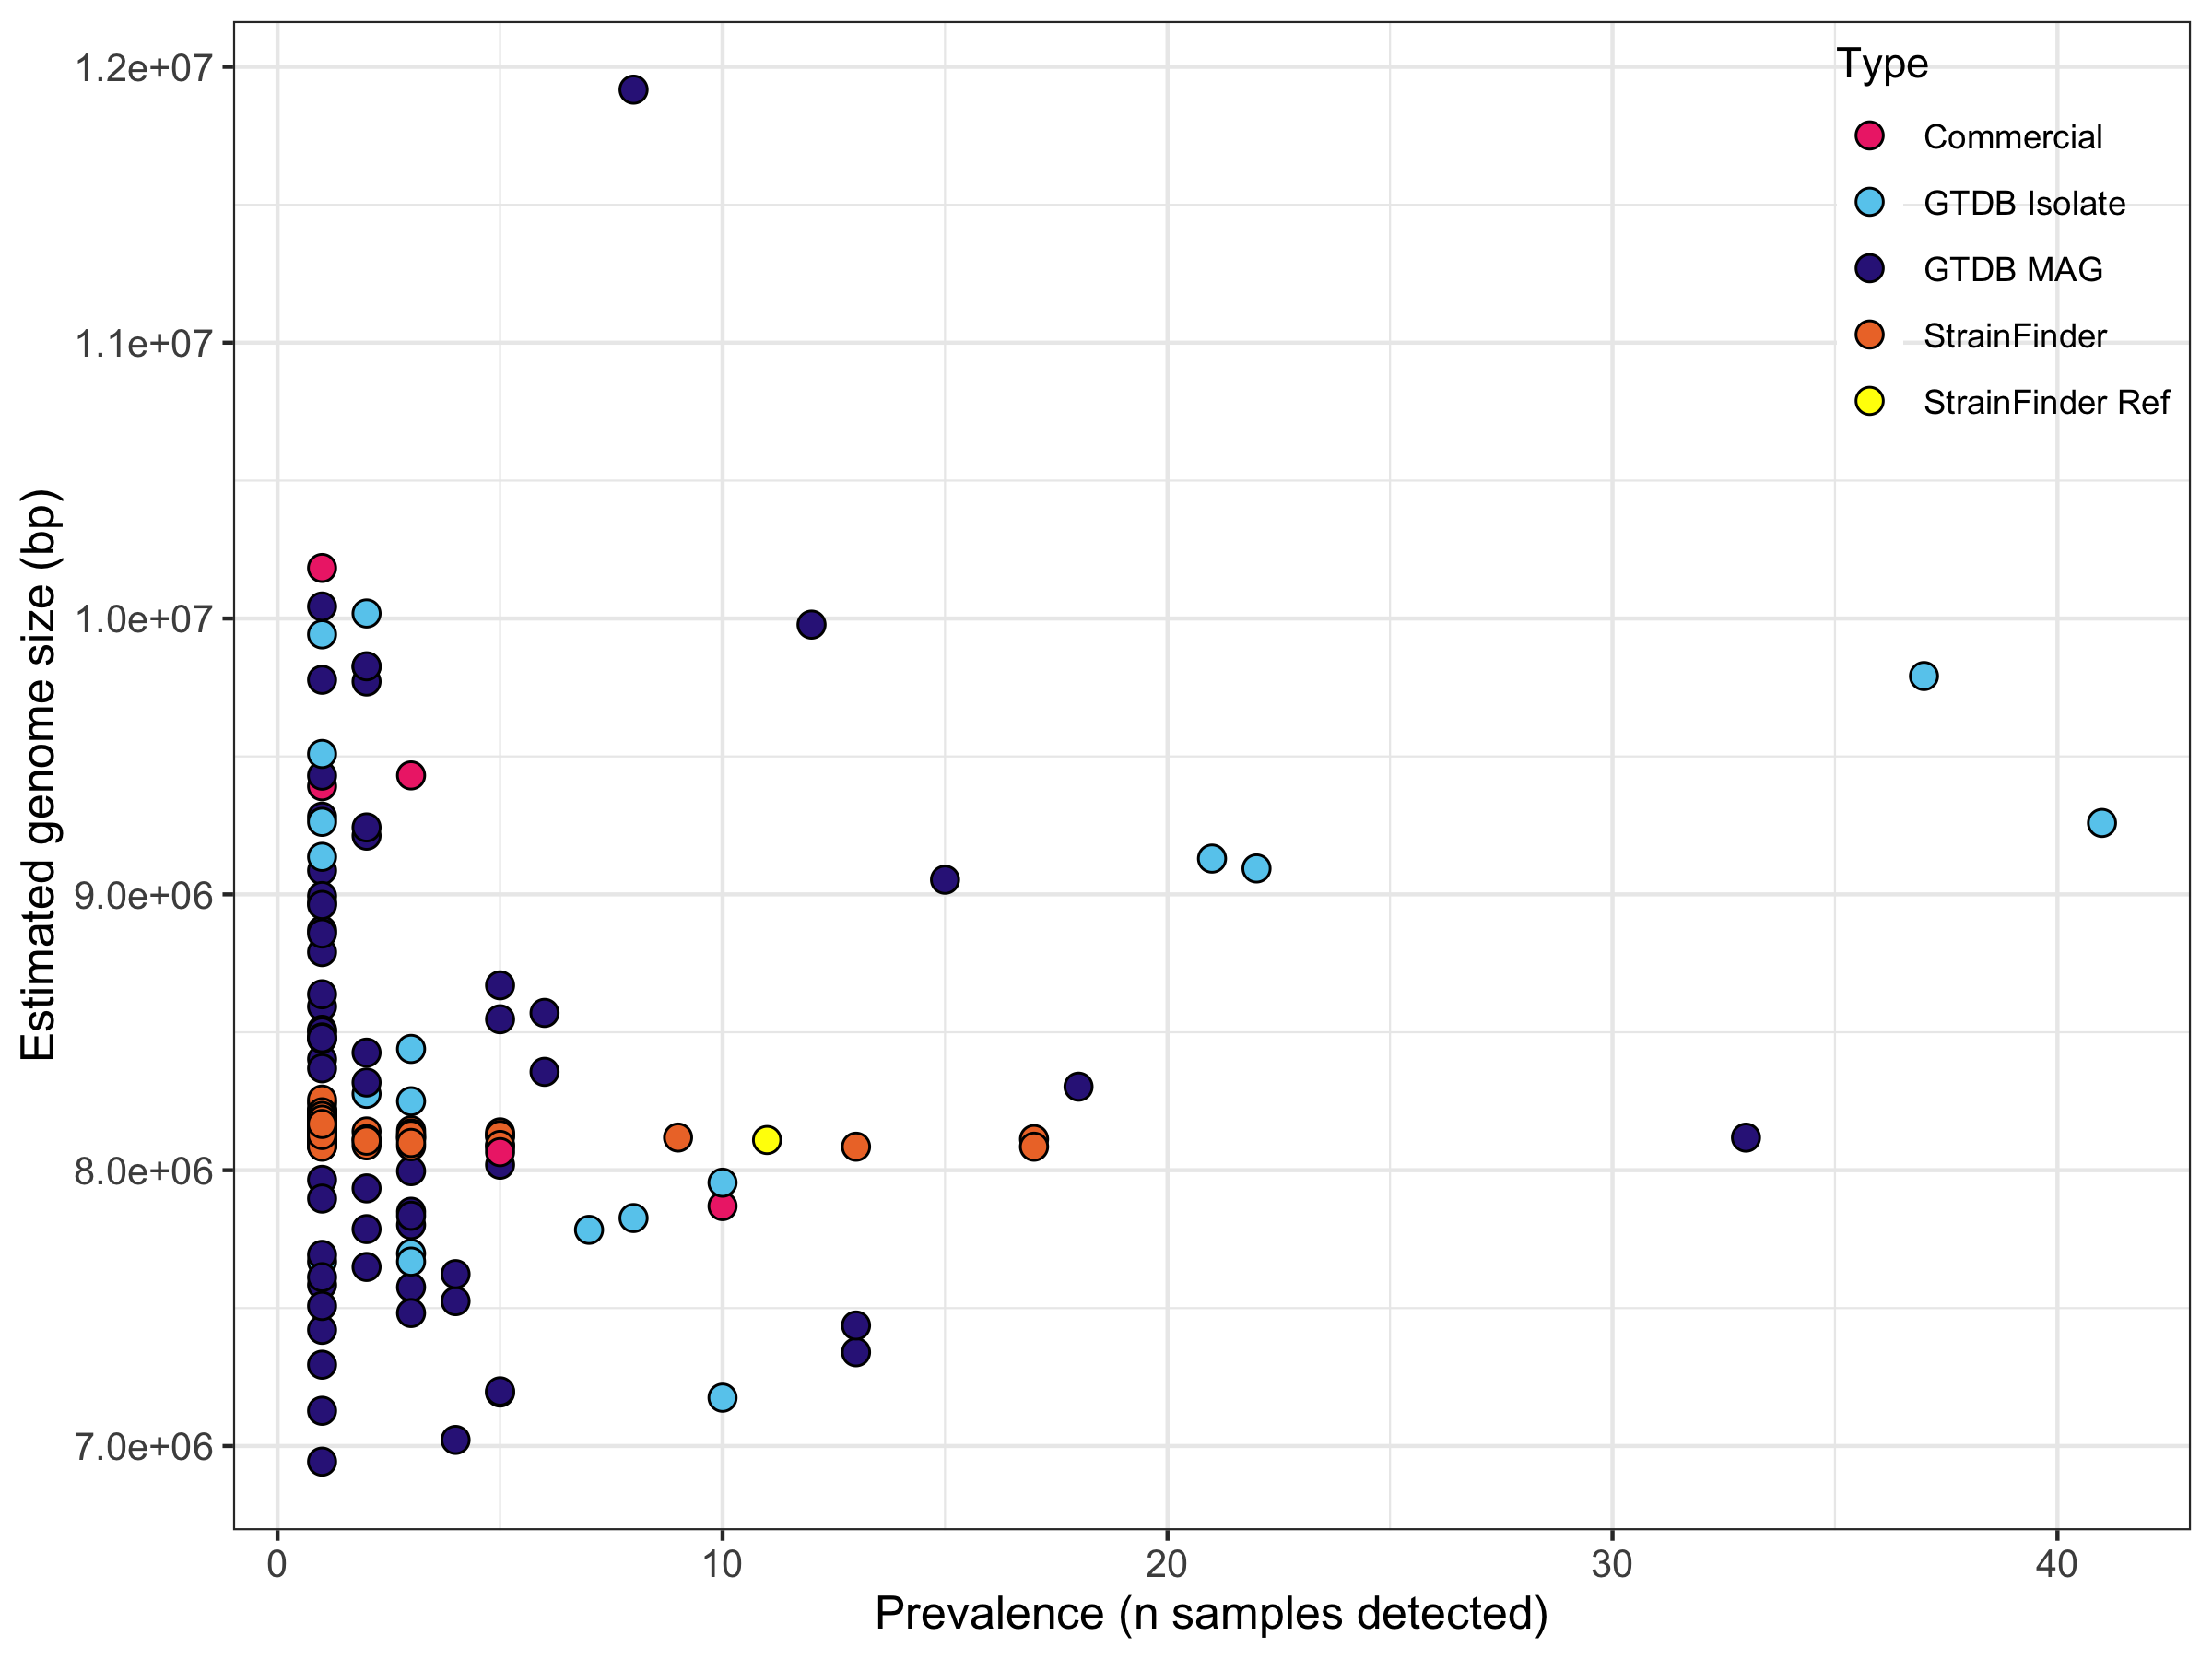 Type
Commercial
GTDB Isolate
GTDB MAG
StrainFinder
StrainFinder Ref
Estimated genome size (bp)
1.2e+07
1.1e+07
1.0e+07
9.0e+06
8.0e+06
7.0e+06
0 10 20 30 40
Prevalence (n samples detected)